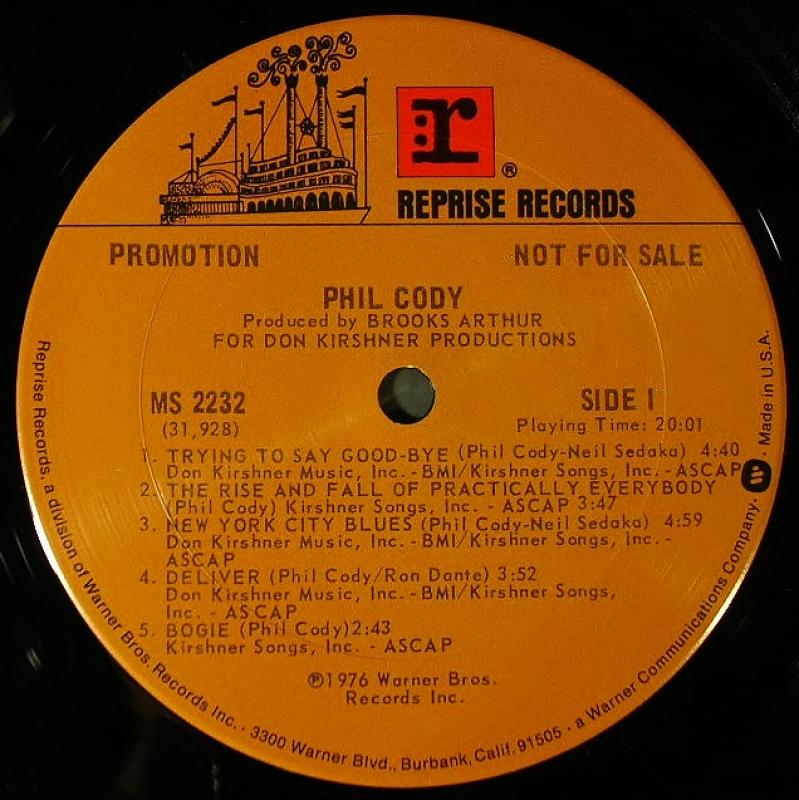 r®
REPRISE RECORDS
PROMOTION NOT FOR SALE
PHIL CODY
Produced by BROOKS ARTHUR
FOR DON KIRSHNER PRODUCTIONS
MS 2232 SIDE I
(31,928) Playing Time: 20:01
1. TRYING TO SAY GOOD-BYE (Phil Cody-Neil Sedaka) 4:40
Don Kirshner Music, Inc. - BMI/Kirshner Songs, Inc. - ASCAP
2. THE RISE AND FALL OF PRACTICALLY EVERYBODY
(Phil Cody) Kirshner Songs, Inc. - ASCAP 3:47
3. NEW YORK CITY BLUES (Phil Cody-Neil Sedaka) 4:59
Don Kirshner Music, Inc. - BMI/Kirshner Songs, Inc. -
ASCAP
4. DELIVER (Phil Cody/Ron Dante) 3:52
Don Kirshner Music, Inc. - BMI/Kirshner Songs,
Inc. - ASCAP
5. BOGIE (Phil Cody)2:43
Kirshner Songs, Inc. - ASCAP
℗1976 Warner Bros.
Records Inc.
Reprise Records, a division of Warner Bros. Records Inc. · 3300 Warner Blvd., Burbank, Calif. 91505 · a Warner Communications Company. W · Made in U.S.A.